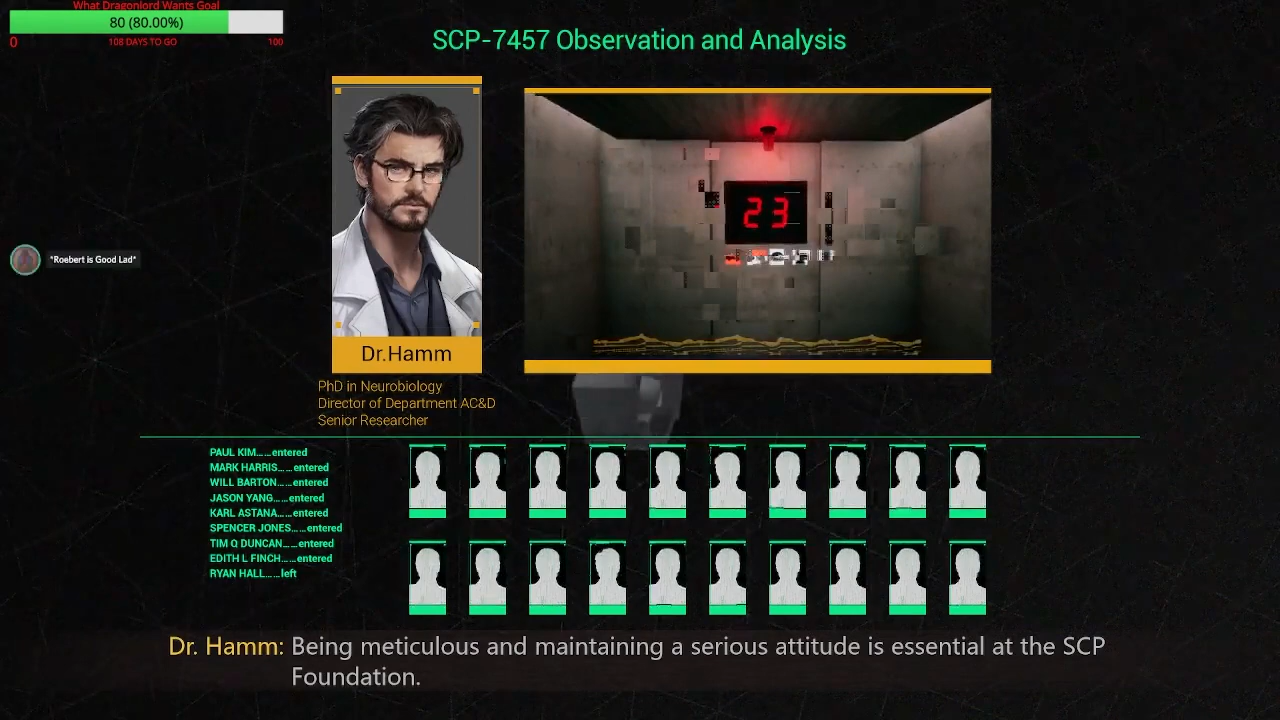 What Dragonlord Wants Goal
80 (80.00%)
0
108 DAYS TO GO
100
SCP-7457 Observation and Analysis
23
*Roebert is Good Lad*
Dr.Hamm
PhD in Neurobiology
Director of Department AC&D
Senior Researcher
PAUL KIM......entered
MARK HARRIS......entered
WILL BARTON......entered
JASON YANG......entered
KARL ASTANA......entered
SPENCER JONES......entered
TIM Q DUNCAN......entered
EDITH L FINCH......entered
RYAN HALL......left
Dr. Hamm: Being meticulous and maintaining a serious attitude is essential at the SCP
Foundation.